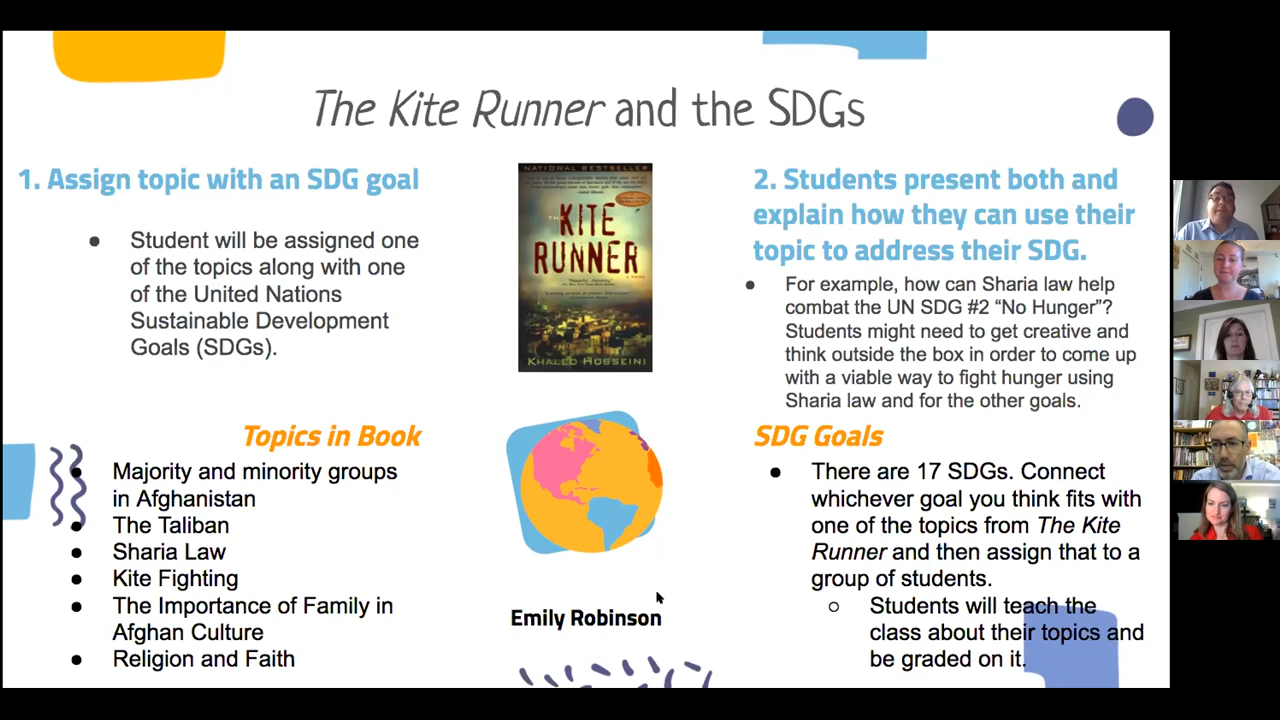 The Kite Runner and the SDGs
1. Assign topic with an SDG goal
● Student will be assigned one
of the topics along with one
of the United Nations
Sustainable Development
Goals (SDGs).
Topics in Book
● Majority and minority groups
in Afghanistan
● The Taliban
● Sharia Law
● Kite Fighting
● The Importance of Family in
Afghan Culture
● Religion and Faith
NATIONAL BESTSELLER
THE
KITE
RUNNER
KHALED HOSSEINI
Emily Robinson
2. Students present both and
explain how they can use their
topic to address their SDG.
● For example, how can Sharia law help
combat the UN SDG #2 “No Hunger”?
Students might need to get creative and
think outside the box in order to come up
with a viable way to fight hunger using
Sharia law and for the other goals.
SDG Goals
● There are 17 SDGs. Connect
whichever goal you think fits with
one of the topics from The Kite
Runner and then assign that to a
group of students.
○ Students will teach the
class about their topics and
be graded on it.